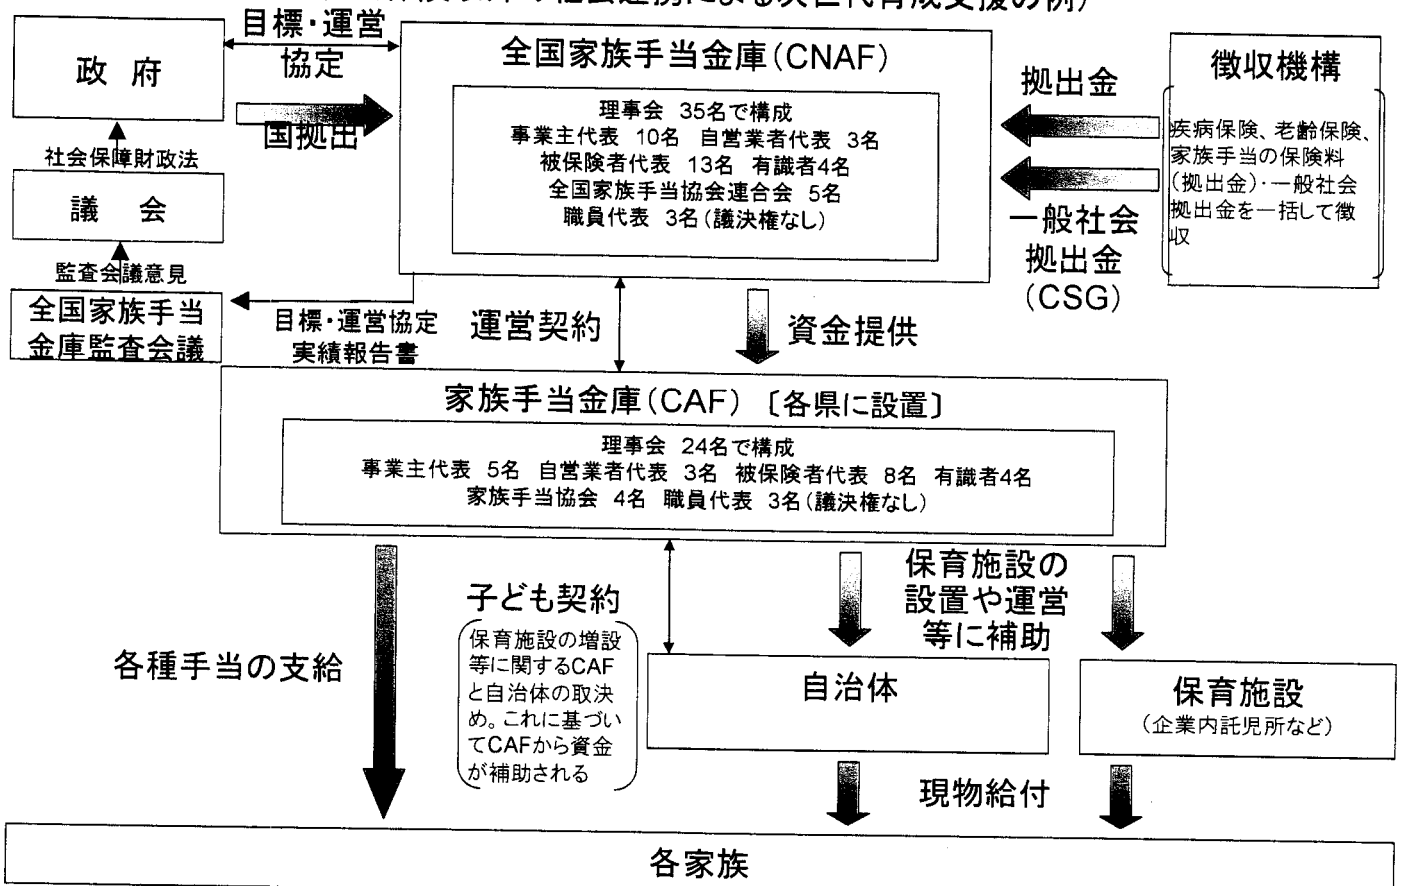 社会連携による次世代育成支援の例)
目標・運営
協定
政 府
国拠出
社会保障財政法
議 会
監査会議意見
全国家族手当
金庫監査会議
全国家族手当金庫(CNAF)
理事会 35名で構成
事業主代表 10名 自営業者代表 3名
被保険者代表 13名 有識者4名
全国家族手当協会連合会 5名
職員代表 3名(議決権なし)
拠出金
一般社会
拠出金
(CSG)
徴収機構
疾病保険、老齢保険、
家族手当の保険料
(拠出金)・一般社会
拠出金を一括して徴
収
目標・運営協定
実績報告書
運営契約
資金提供
家族手当金庫(CAF)〔各県に設置〕
理事会 24名で構成
事業主代表 5名 自営業者代表 3名 被保険者代表 8名 有識者4名
家族手当協会 4名 職員代表 3名(議決権なし)
各種手当の支給
子ども契約
保育施設の増設
等に関するCAF
と自治体の取決
め。これに基づい
てCAFから資金
が補助される
保育施設の
設置や運営
等に補助
自治体
保育施設
(企業内託児所など)
現物給付
各家族